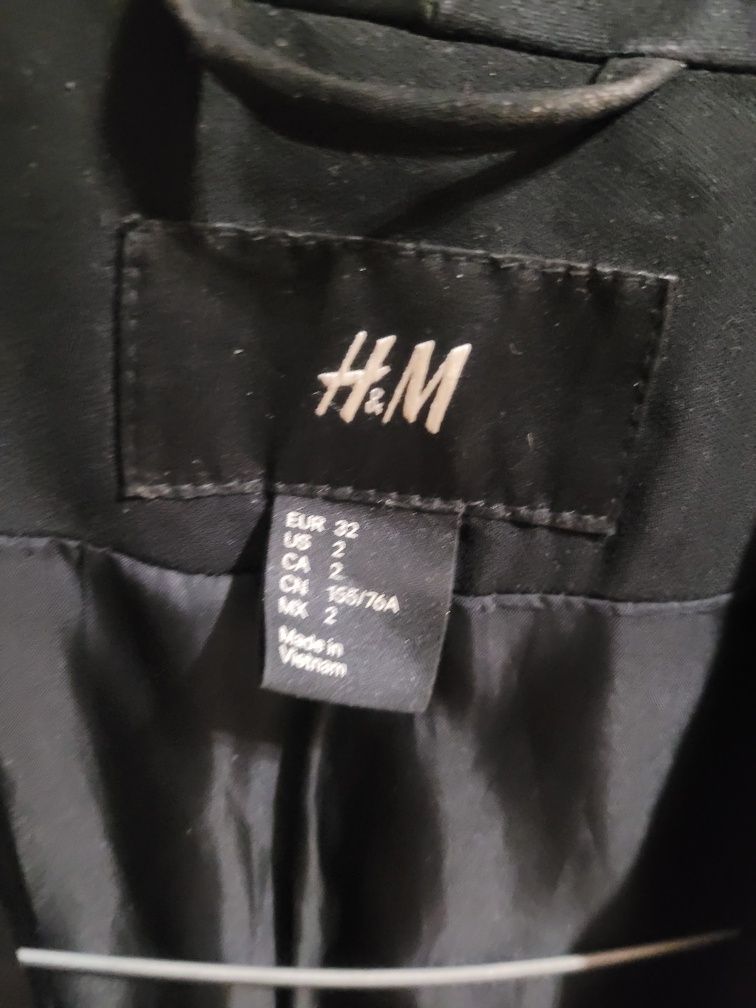 H&M
EUR 32
US 2
CA 2
CN 155/76A
MX 2
Made in
Vietnam